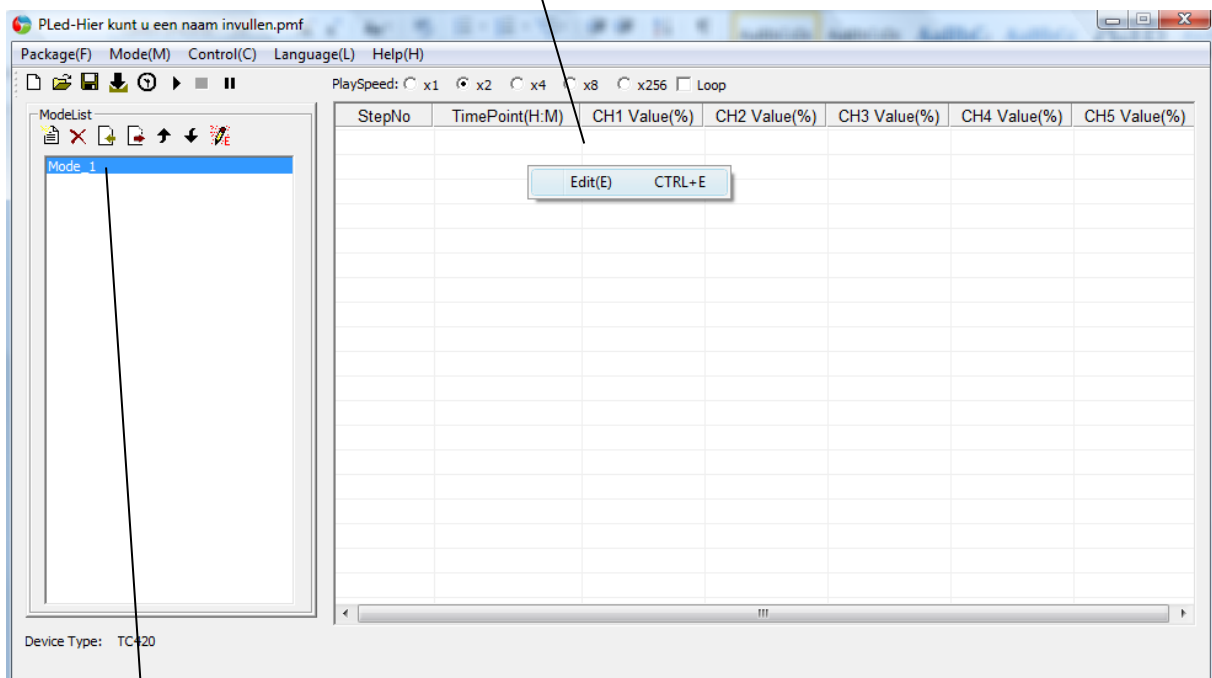 PLed-Hier kunt u een naam invullen.pmf
Package(F) Mode(M) Control(C) Language(L) Help(H)
PlaySpeed: x1 x2 x4 x8 x256 Loop
ModeList
StepNo TimePoint(H:M) CH1 Value(%) CH2 Value(%) CH3 Value(%) CH4 Value(%) CH5 Value(%)
Mode_1
Edit(E) CTRL+E
Device Type: TC420